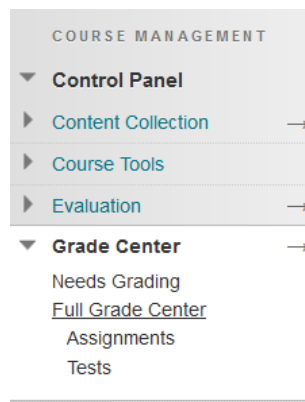 COURSE MANAGEMENT
Control Panel
Content Collection
Course Tools
Evaluation
Grade Center
Needs Grading
Full Grade Center
Assignments
Tests